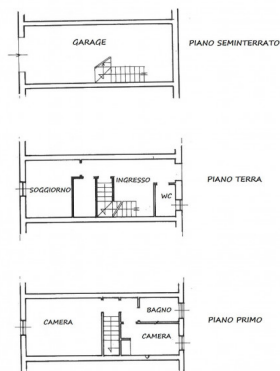 GARAGE
PIANO SEMINTERRATO
SOGGIORNO
INGRESSO
WC
PIANO TERRA
CAMERA
BAGNO
CAMERA
PIANO PRIMO